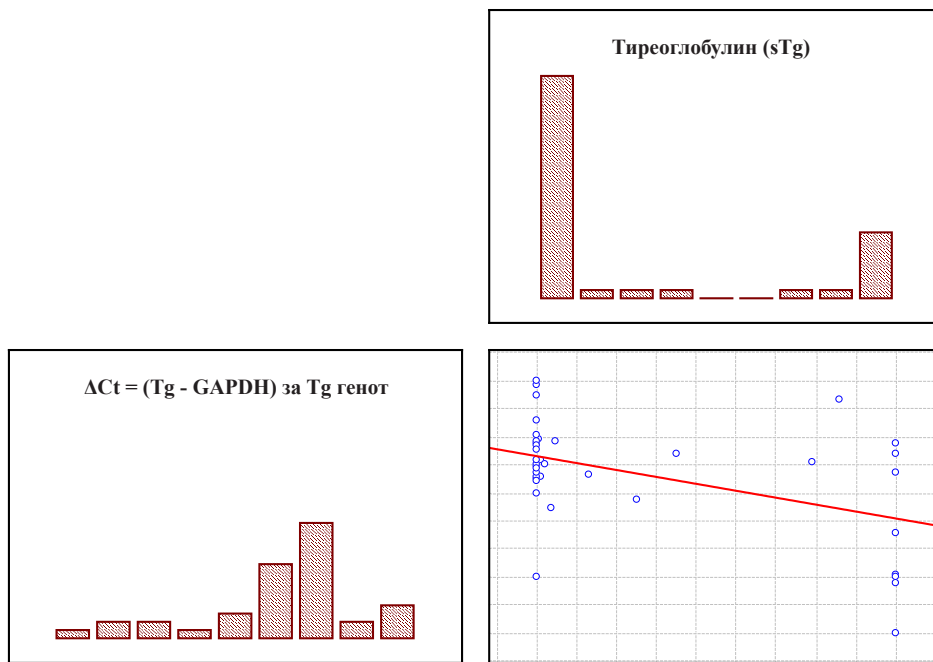 Тиреоглобулин (sTg)
ΔCt = (Tg - GAPDH) за Tg генот